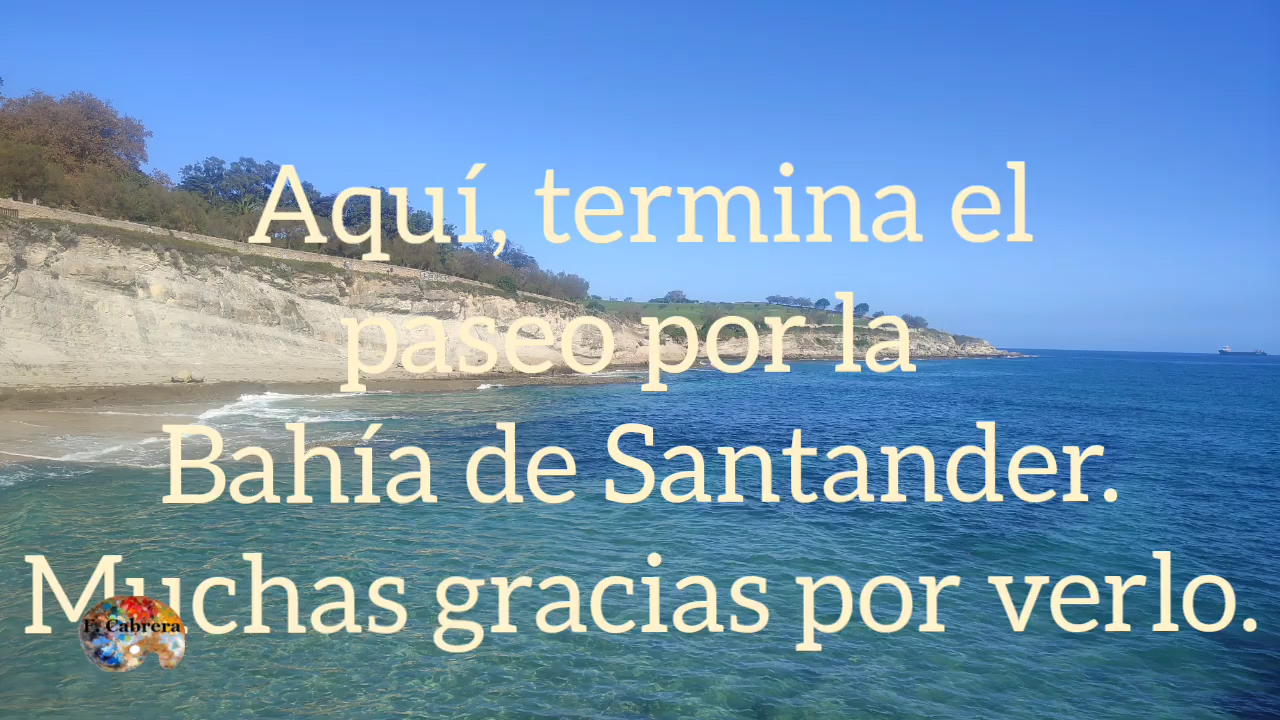 Aquí, termina el
paseo por la
Bahía de Santander.
Muchas gracias por verlo.
F. Cabrera